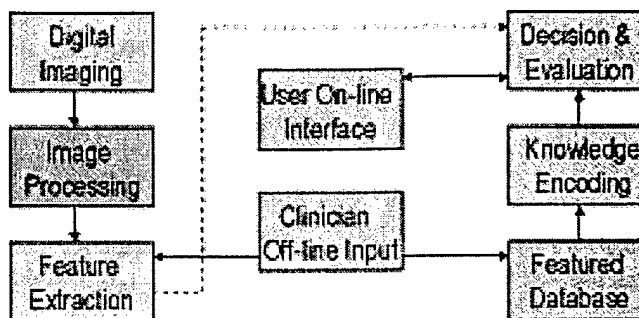 Digital
Imaging
Decision &
Evaluation
User On-line
Interface
Image
Processing
Knowledge
Encoding
Clinician
Off-line Input
Feature
Extraction
Featured
Database